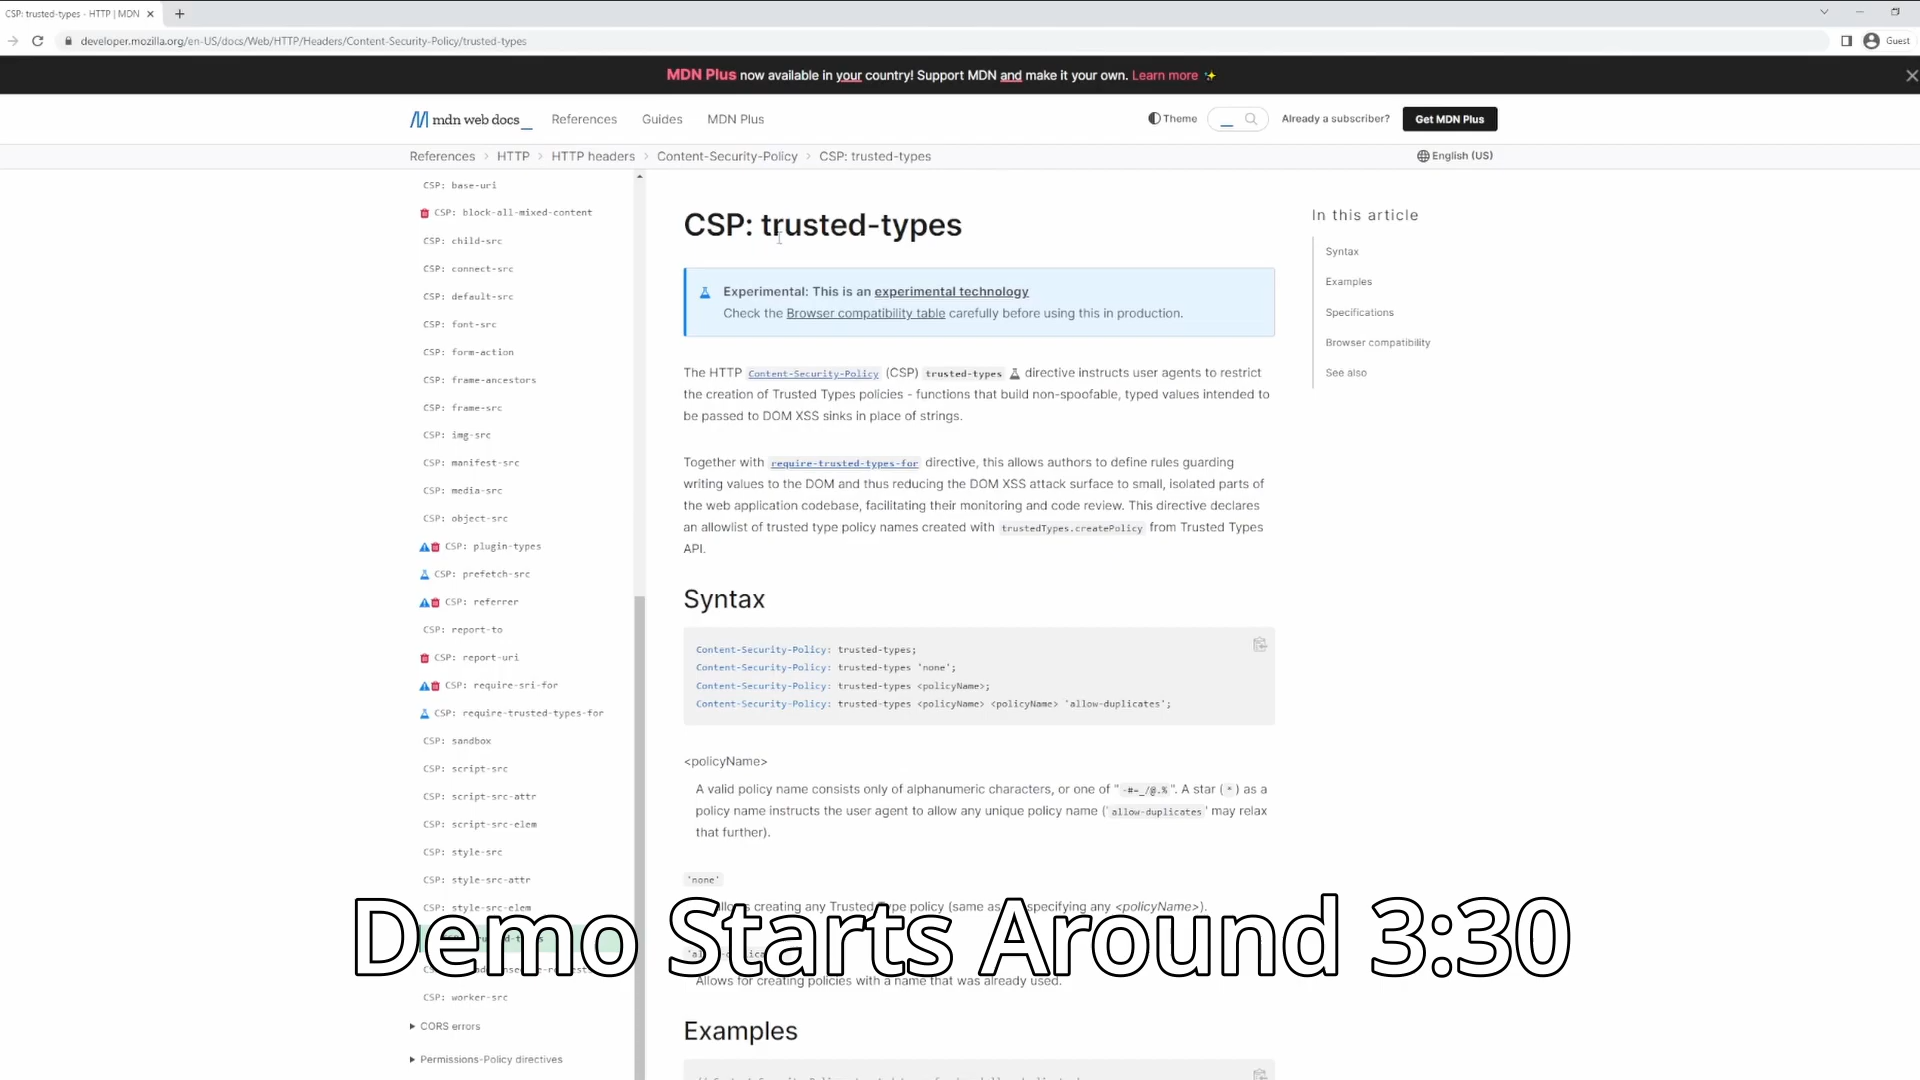 CSP: trusted-types - HTTP | MDN
developer.mozilla.org/en-US/docs/Web/HTTP/Headers/Content-Security-Policy/trusted-types
Guest
MDN Plus now available in your country! Support MDN and make it your own. Learn more ✨
mdn web docs_
References
Guides
MDN Plus
Theme
Already a subscriber?
Get MDN Plus
References > HTTP > HTTP headers > Content-Security-Policy > CSP: trusted-types
English (US)
CSP: base-uri
CSP: block-all-mixed-content
CSP: child-src
CSP: connect-src
CSP: default-src
CSP: font-src
CSP: form-action
CSP: frame-ancestors
CSP: frame-src
CSP: img-src
CSP: manifest-src
CSP: media-src
CSP: object-src
CSP: plugin-types
CSP: prefetch-src
CSP: referrer
CSP: report-to
CSP: report-uri
CSP: require-sri-for
CSP: require-trusted-types-for
CSP: sandbox
CSP: script-src
CSP: script-src-attr
CSP: script-src-elem
CSP: style-src
CSP: style-src-attr
CSP: style-src-elem
CSP: worker-src
CORS errors
Permissions-Policy directives
CSP: trusted-types
Experimental: This is an experimental technology
Check the Browser compatibility table carefully before using this in production.
The HTTP Content-Security-Policy (CSP) trusted-types directive instructs user agents to restrict
the creation of Trusted Types policies - functions that build non-spoofable, typed values intended to
be passed to DOM XSS sinks in place of strings.
Together with require-trusted-types-for directive, this allows authors to define rules guarding
writing values to the DOM and thus reducing the DOM XSS attack surface to small, isolated parts of
the web application codebase, facilitating their monitoring and code review. This directive declares
an allowlist of trusted type policy names created with trustedTypes.createPolicy from Trusted Types
API.
Syntax
Content-Security-Policy: trusted-types;
Content-Security-Policy: trusted-types 'none';
Content-Security-Policy: trusted-types <policyName>;
Content-Security-Policy: trusted-types <policyName> <policyName> 'allow-duplicates';
<policyName>
A valid policy name consists only of alphanumeric characters, or one of "-#=_/@.%". A star (*) as a
policy name instructs the user agent to allow any unique policy name ('allow-duplicates' may relax
that further).
'none'
creating any Trusted Type policy (same as specifying any <policyName>).
Allows for creating policies with a name that was already used.
Examples
In this article
Syntax
Examples
Specifications
Browser compatibility
See also
Demo Starts Around 3:30